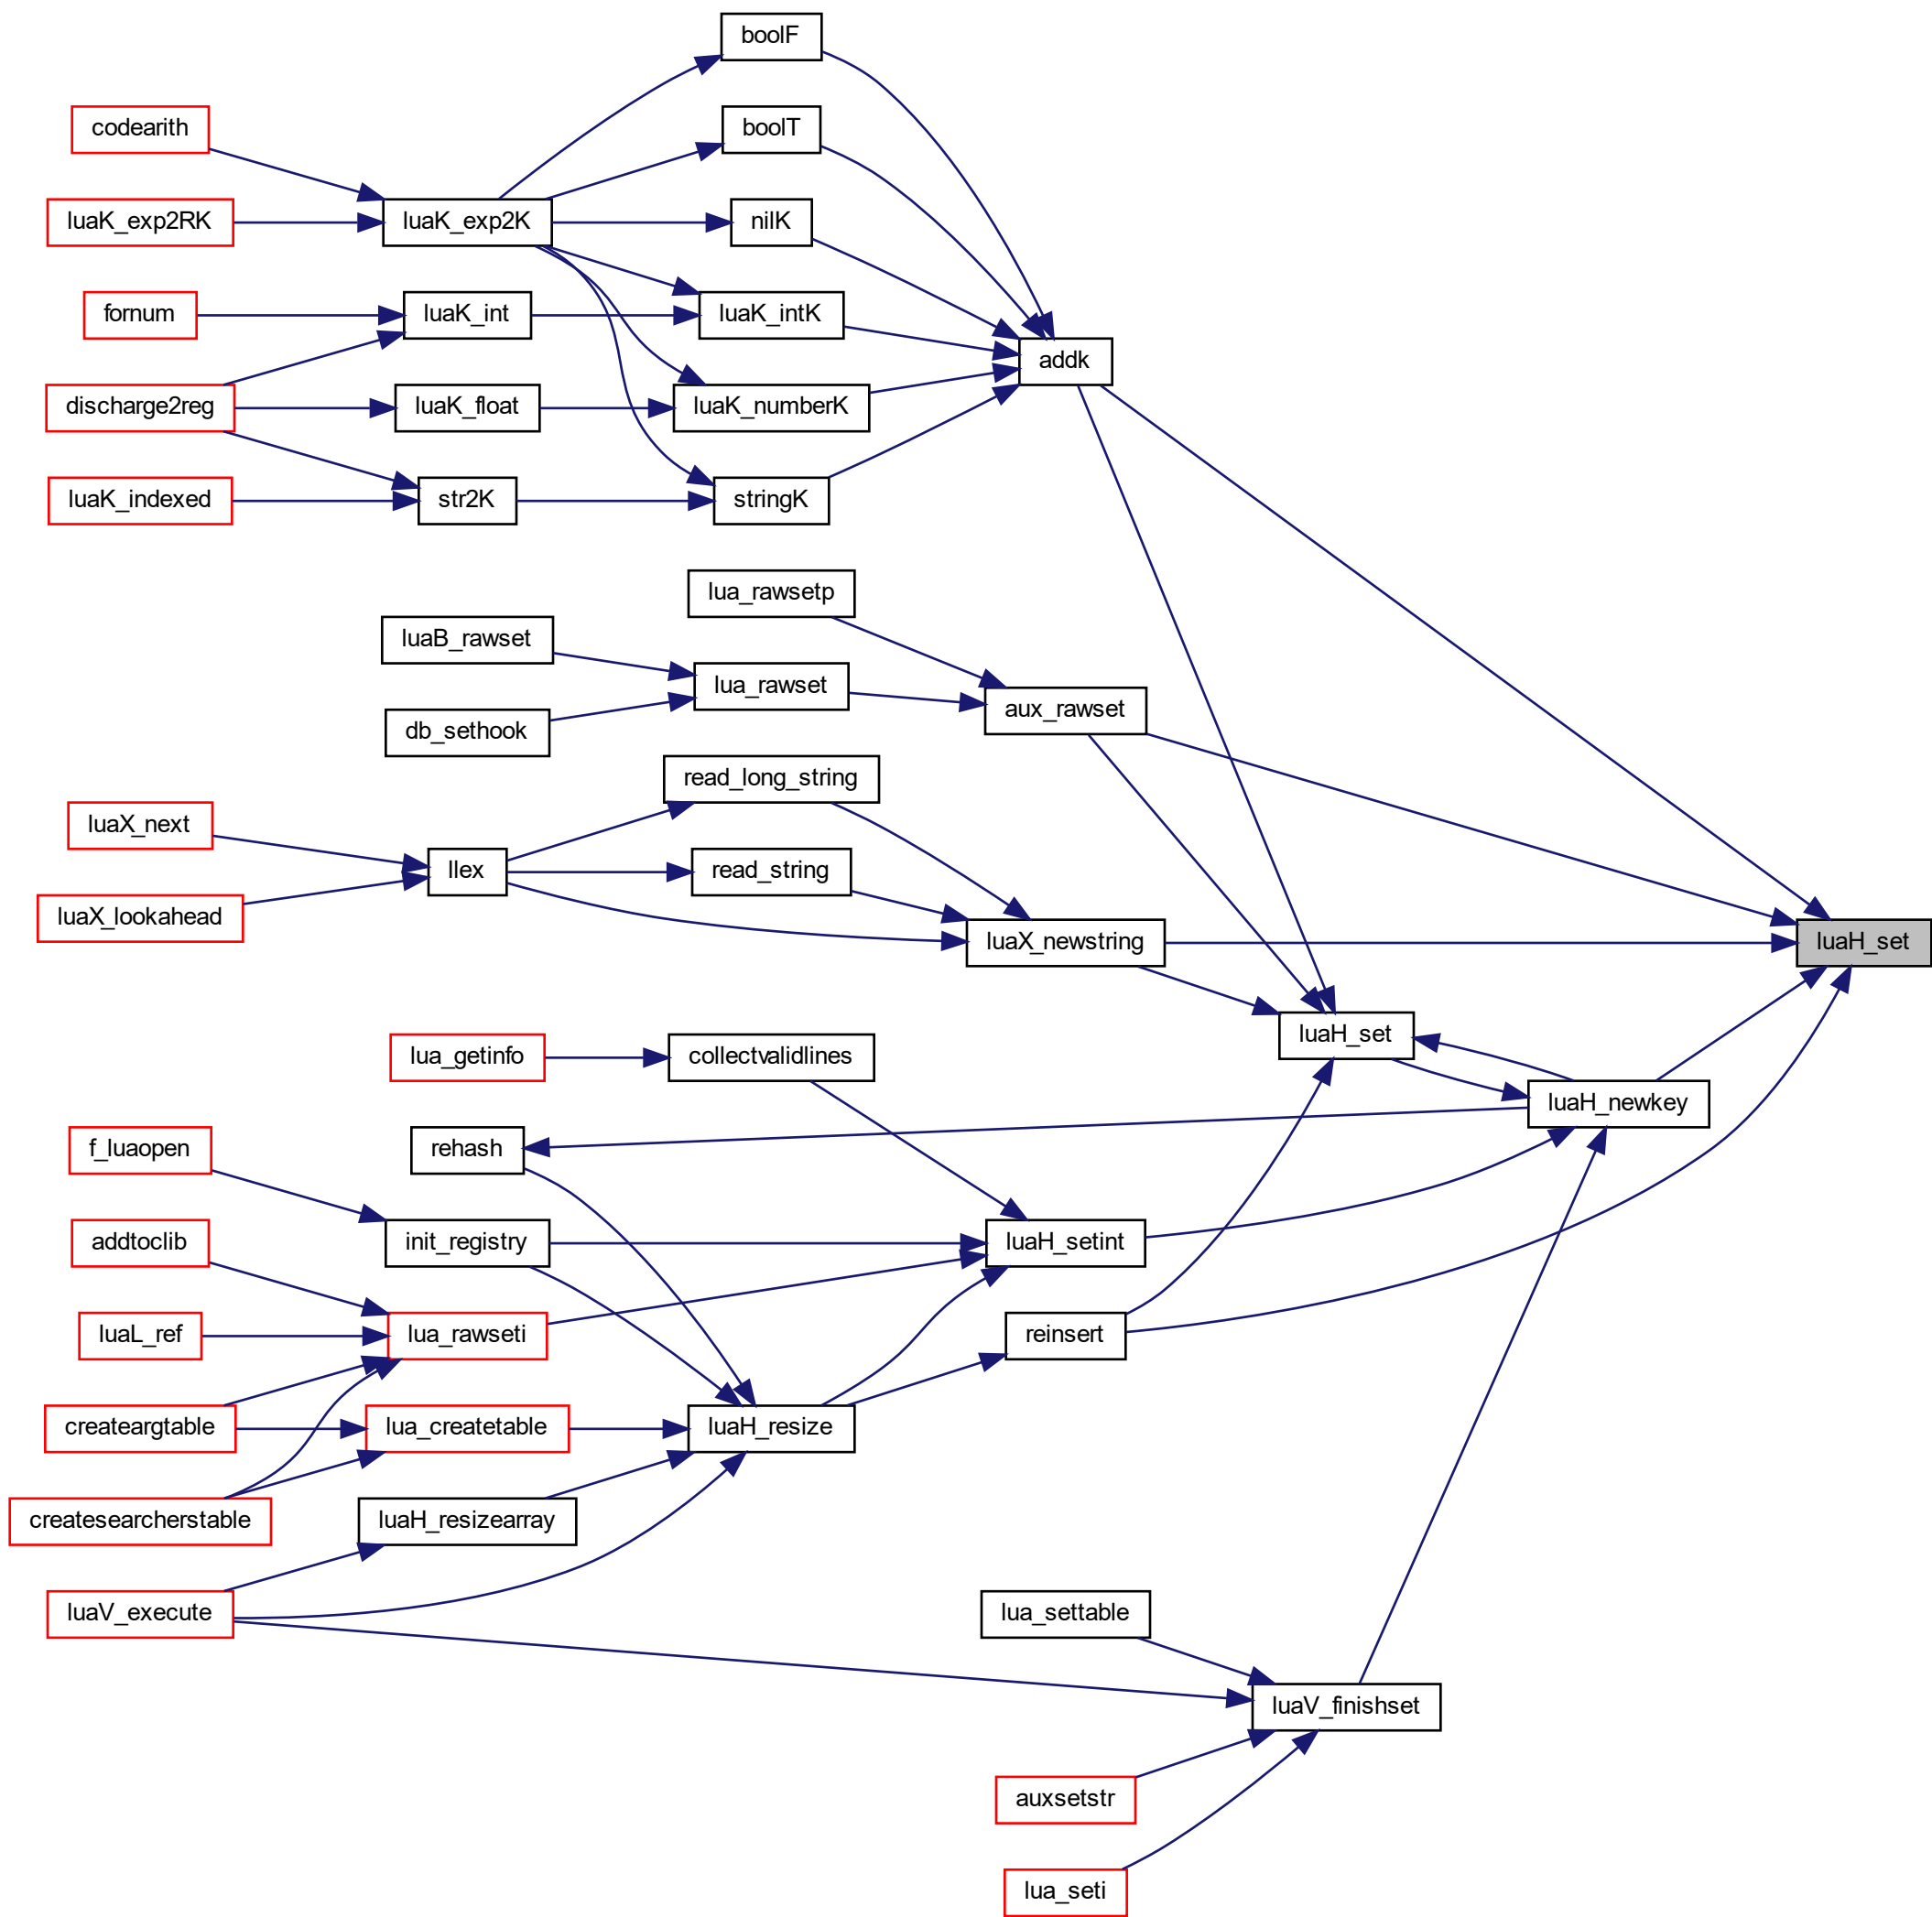 boolF
codearith
boolT
luaK_exp2RK
luaK_exp2K
nilK
fornum
luaK_int
luaK_intK
addk
discharge2reg
luaK_float
luaK_numberK
luaK_indexed
str2K
stringK
lua_rawsetp
luaB_rawset
lua_rawset
aux_rawset
db_sethook
read_long_string
luaX_next
llex
read_string
luaX_lookahead
luaX_newstring
luaH_set
luaH_set
lua_getinfo
collectvalidlines
luaH_newkey
f_luaopen
rehash
addtoclib
init_registry
luaH_setint
luaL_ref
lua_rawseti
reinsert
createargtable
lua_createtable
luaH_resize
createsearcherstable
luaH_resizearray
luaV_execute
lua_settable
luaV_finishset
auxsetstr
lua_seti